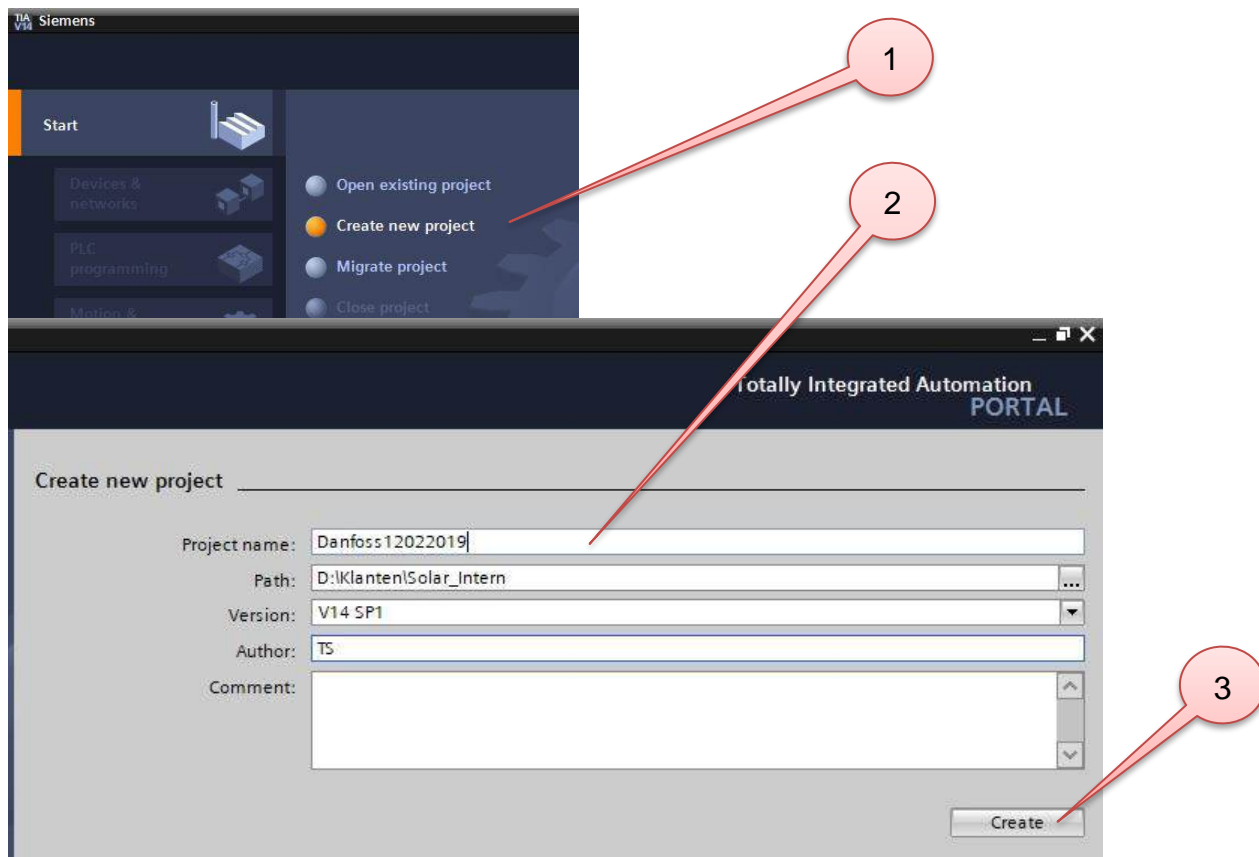 TIA
V14 Siemens
1
Start
Devices &
networks
Open existing project
2
Create new project
PLC
programming
Migrate project
Motion &
Close project
Totally Integrated Automation
PORTAL
Create new project
Project name: Danfoss12022019
Path: D:\Klanten\Solar_Intern ...
Version: V14 SP1
Author: TS
Comment:
3
Create